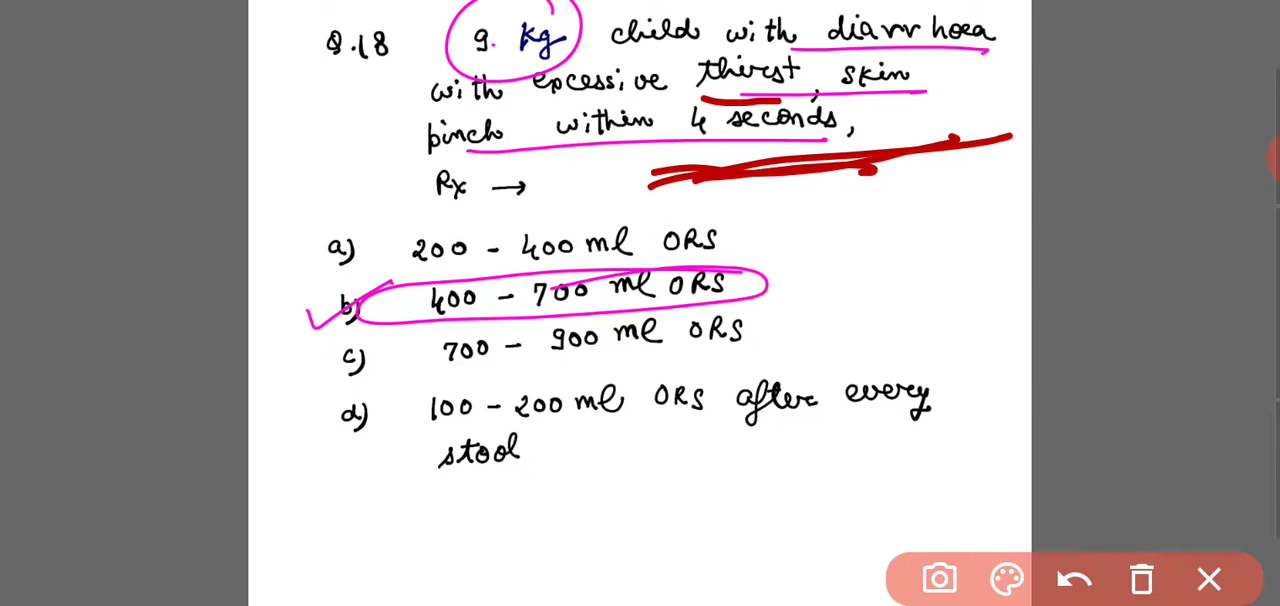 Q.18 9. kg child with diarrhoea
with excessive thirst, skin
pinch within 4 seconds,
Rx →
a) 200 - 400 ml ORS
b) 400 - 700 ml ORS
c) 700 - 900 ml ORS
d) 100 - 200 ml ORS after every
stool